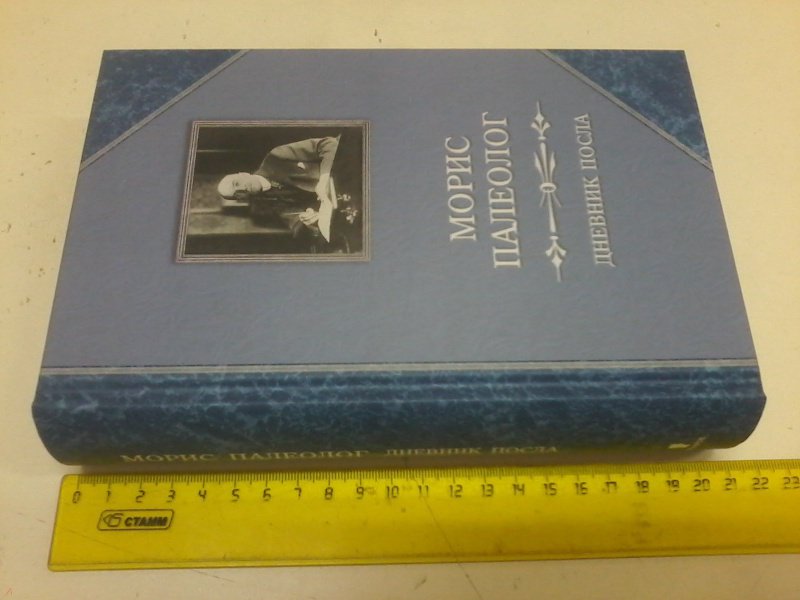 МОРИС
ПАЛЕОЛОГ
ДНЕВНИК ПОСЛА
МОРИС ПАЛЕОЛОГ ДНЕВНИК ПОСЛА
0 1 2 3 4 5 6 7 8 9 10 11 12 13 14 15 16 17 18 19 20 21 22 23
СТАММ